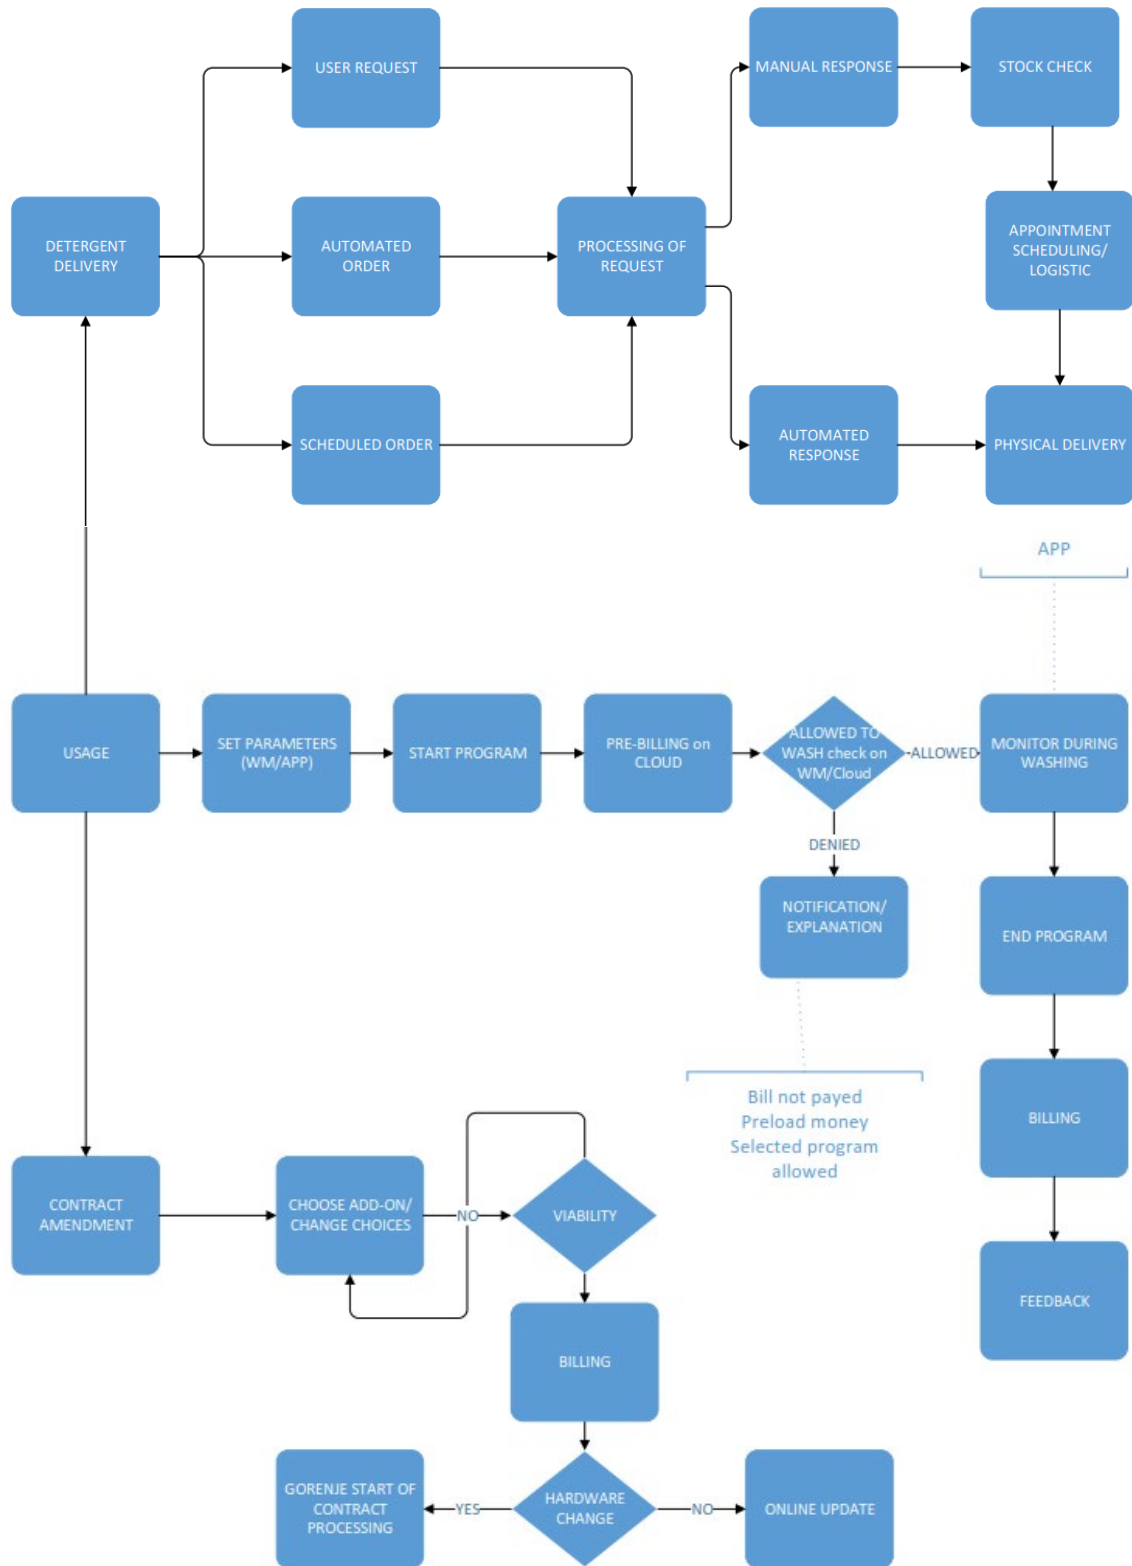 USER REQUEST
MANUAL RESPONSE
STOCK CHECK
DETERGENT
DELIVERY
AUTOMATED
ORDER
PROCESSING OF
REQUEST
APPOINTMENT
SCHEDULING/
LOGISTIC
SCHEDULED ORDER
AUTOMATED
RESPONSE
PHYSICAL DELIVERY
APP
USAGE
SET PARAMETERS
(WM/APP)
START PROGRAM
PRE-BILLING on
CLOUD
ALLOWED TO
WASH check on
WM/Cloud
ALLOWED
MONITOR DURING
WASHING
DENIED
NOTIFICATION/
EXPLANATION
END PROGRAM
Bill not payed
Preload money
Selected program
allowed
BILLING
CONTRACT
AMENDMENT
CHOOSE ADD-ON/
CHANGE CHOICES
NO
VIABILITY
FEEDBACK
BILLING
GORENJE START OF
CONTRACT
PROCESSING
YES
HARDWARE
CHANGE
NO
ONLINE UPDATE